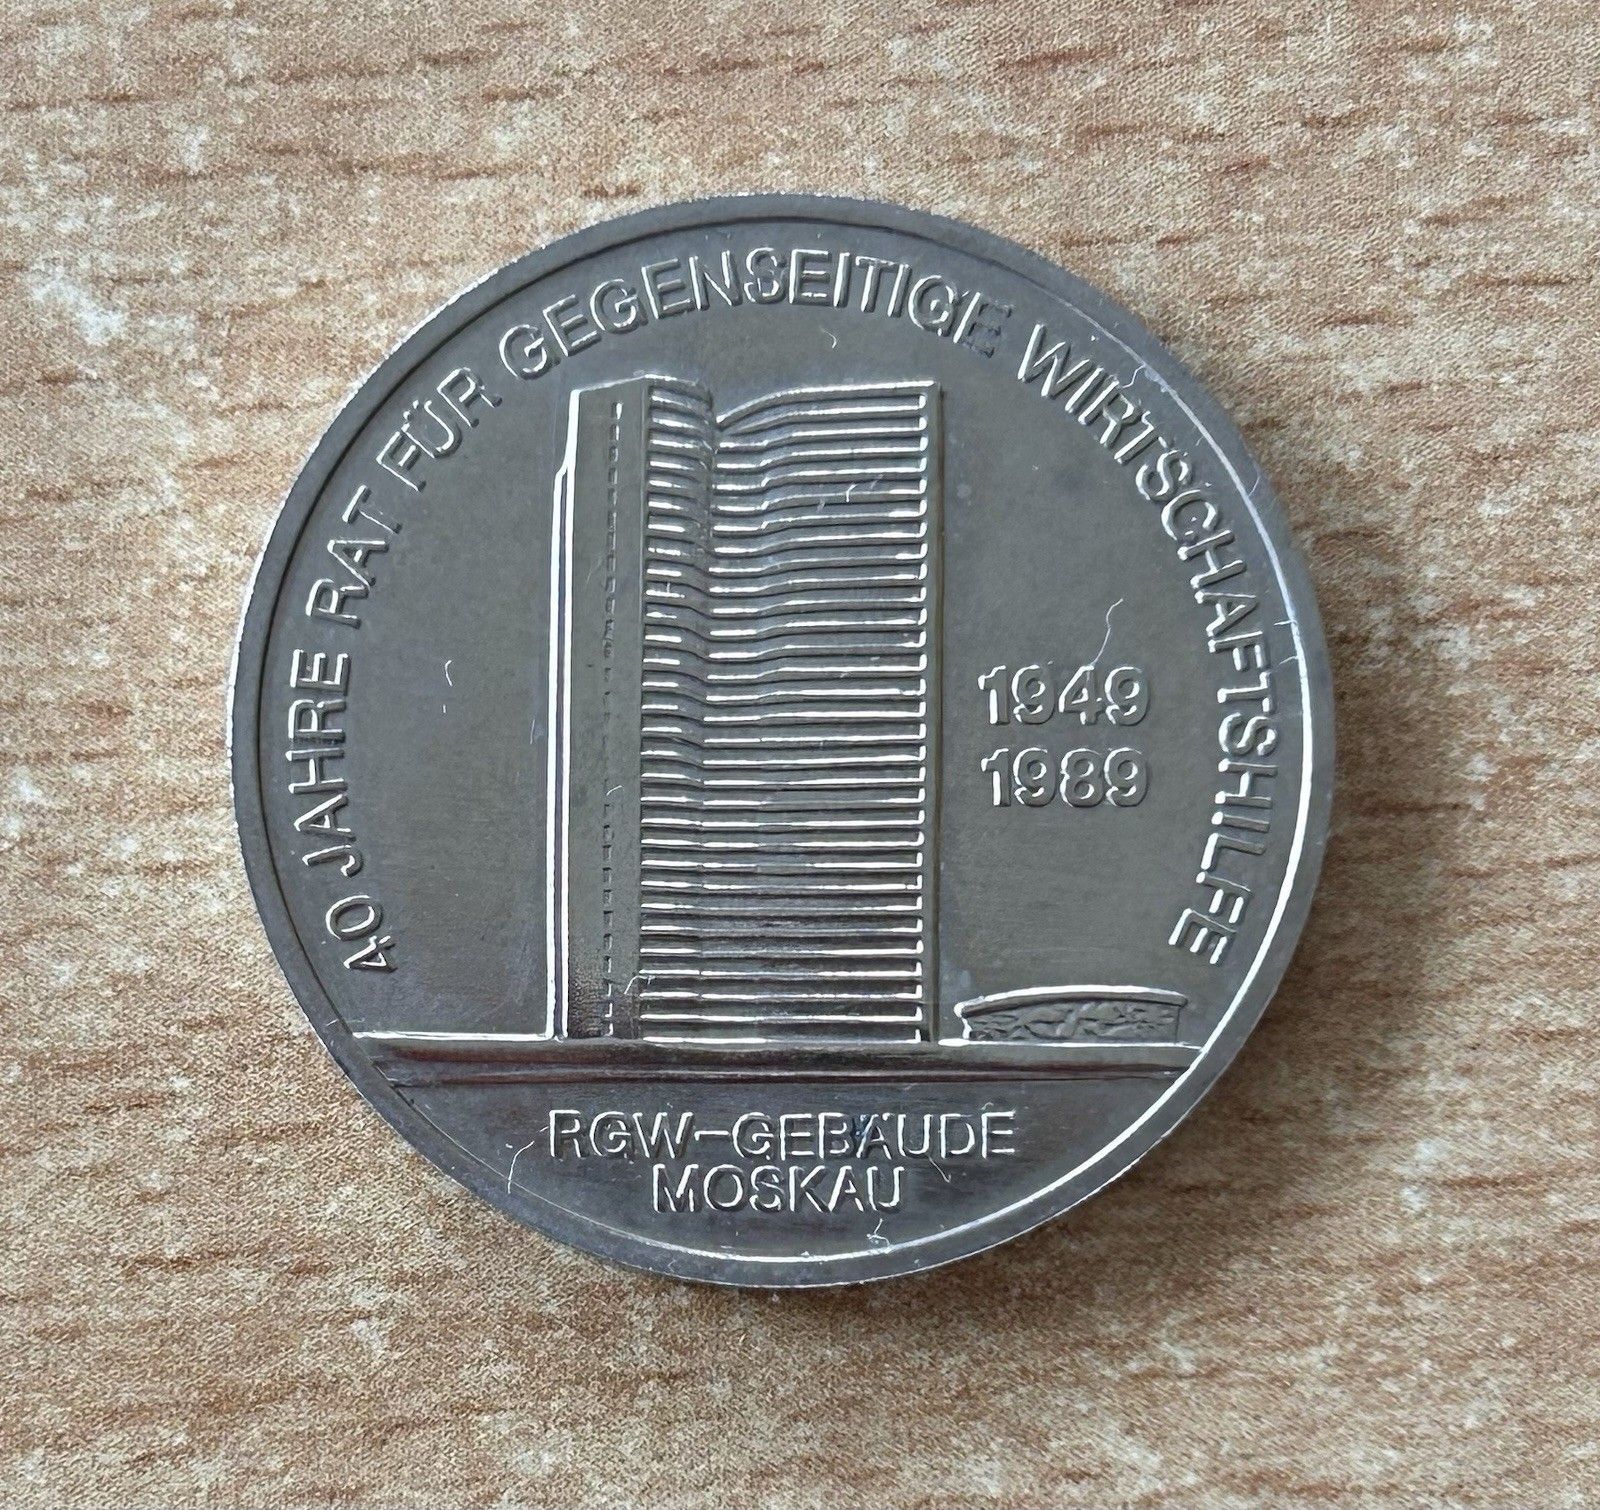 40 JAHRE RAT FÜR GEGENSEITIGE WIRTSCHAFTSHILFE
1949
1989
RGW-GEBÄUDE
MOSKAU